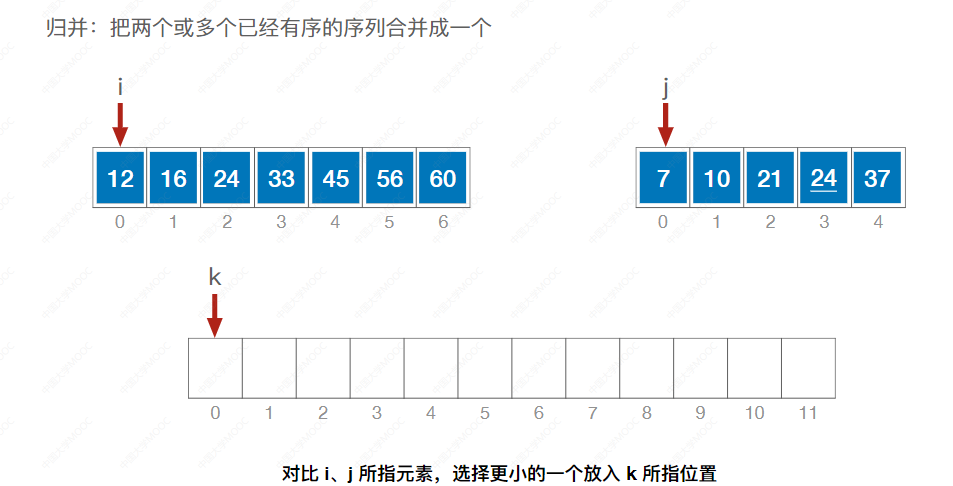 归并：把两个或多个已经有序的序列合并成一个
i j
12 16 24 33 45 56 60 7 10 21 24 37
0 1 2 3 4 5 6 0 1 2 3 4
k
0 1 2 3 4 5 6 7 8 9 10 11
对比 i、j 所指元素，选择更小的一个放入 k 所指位置